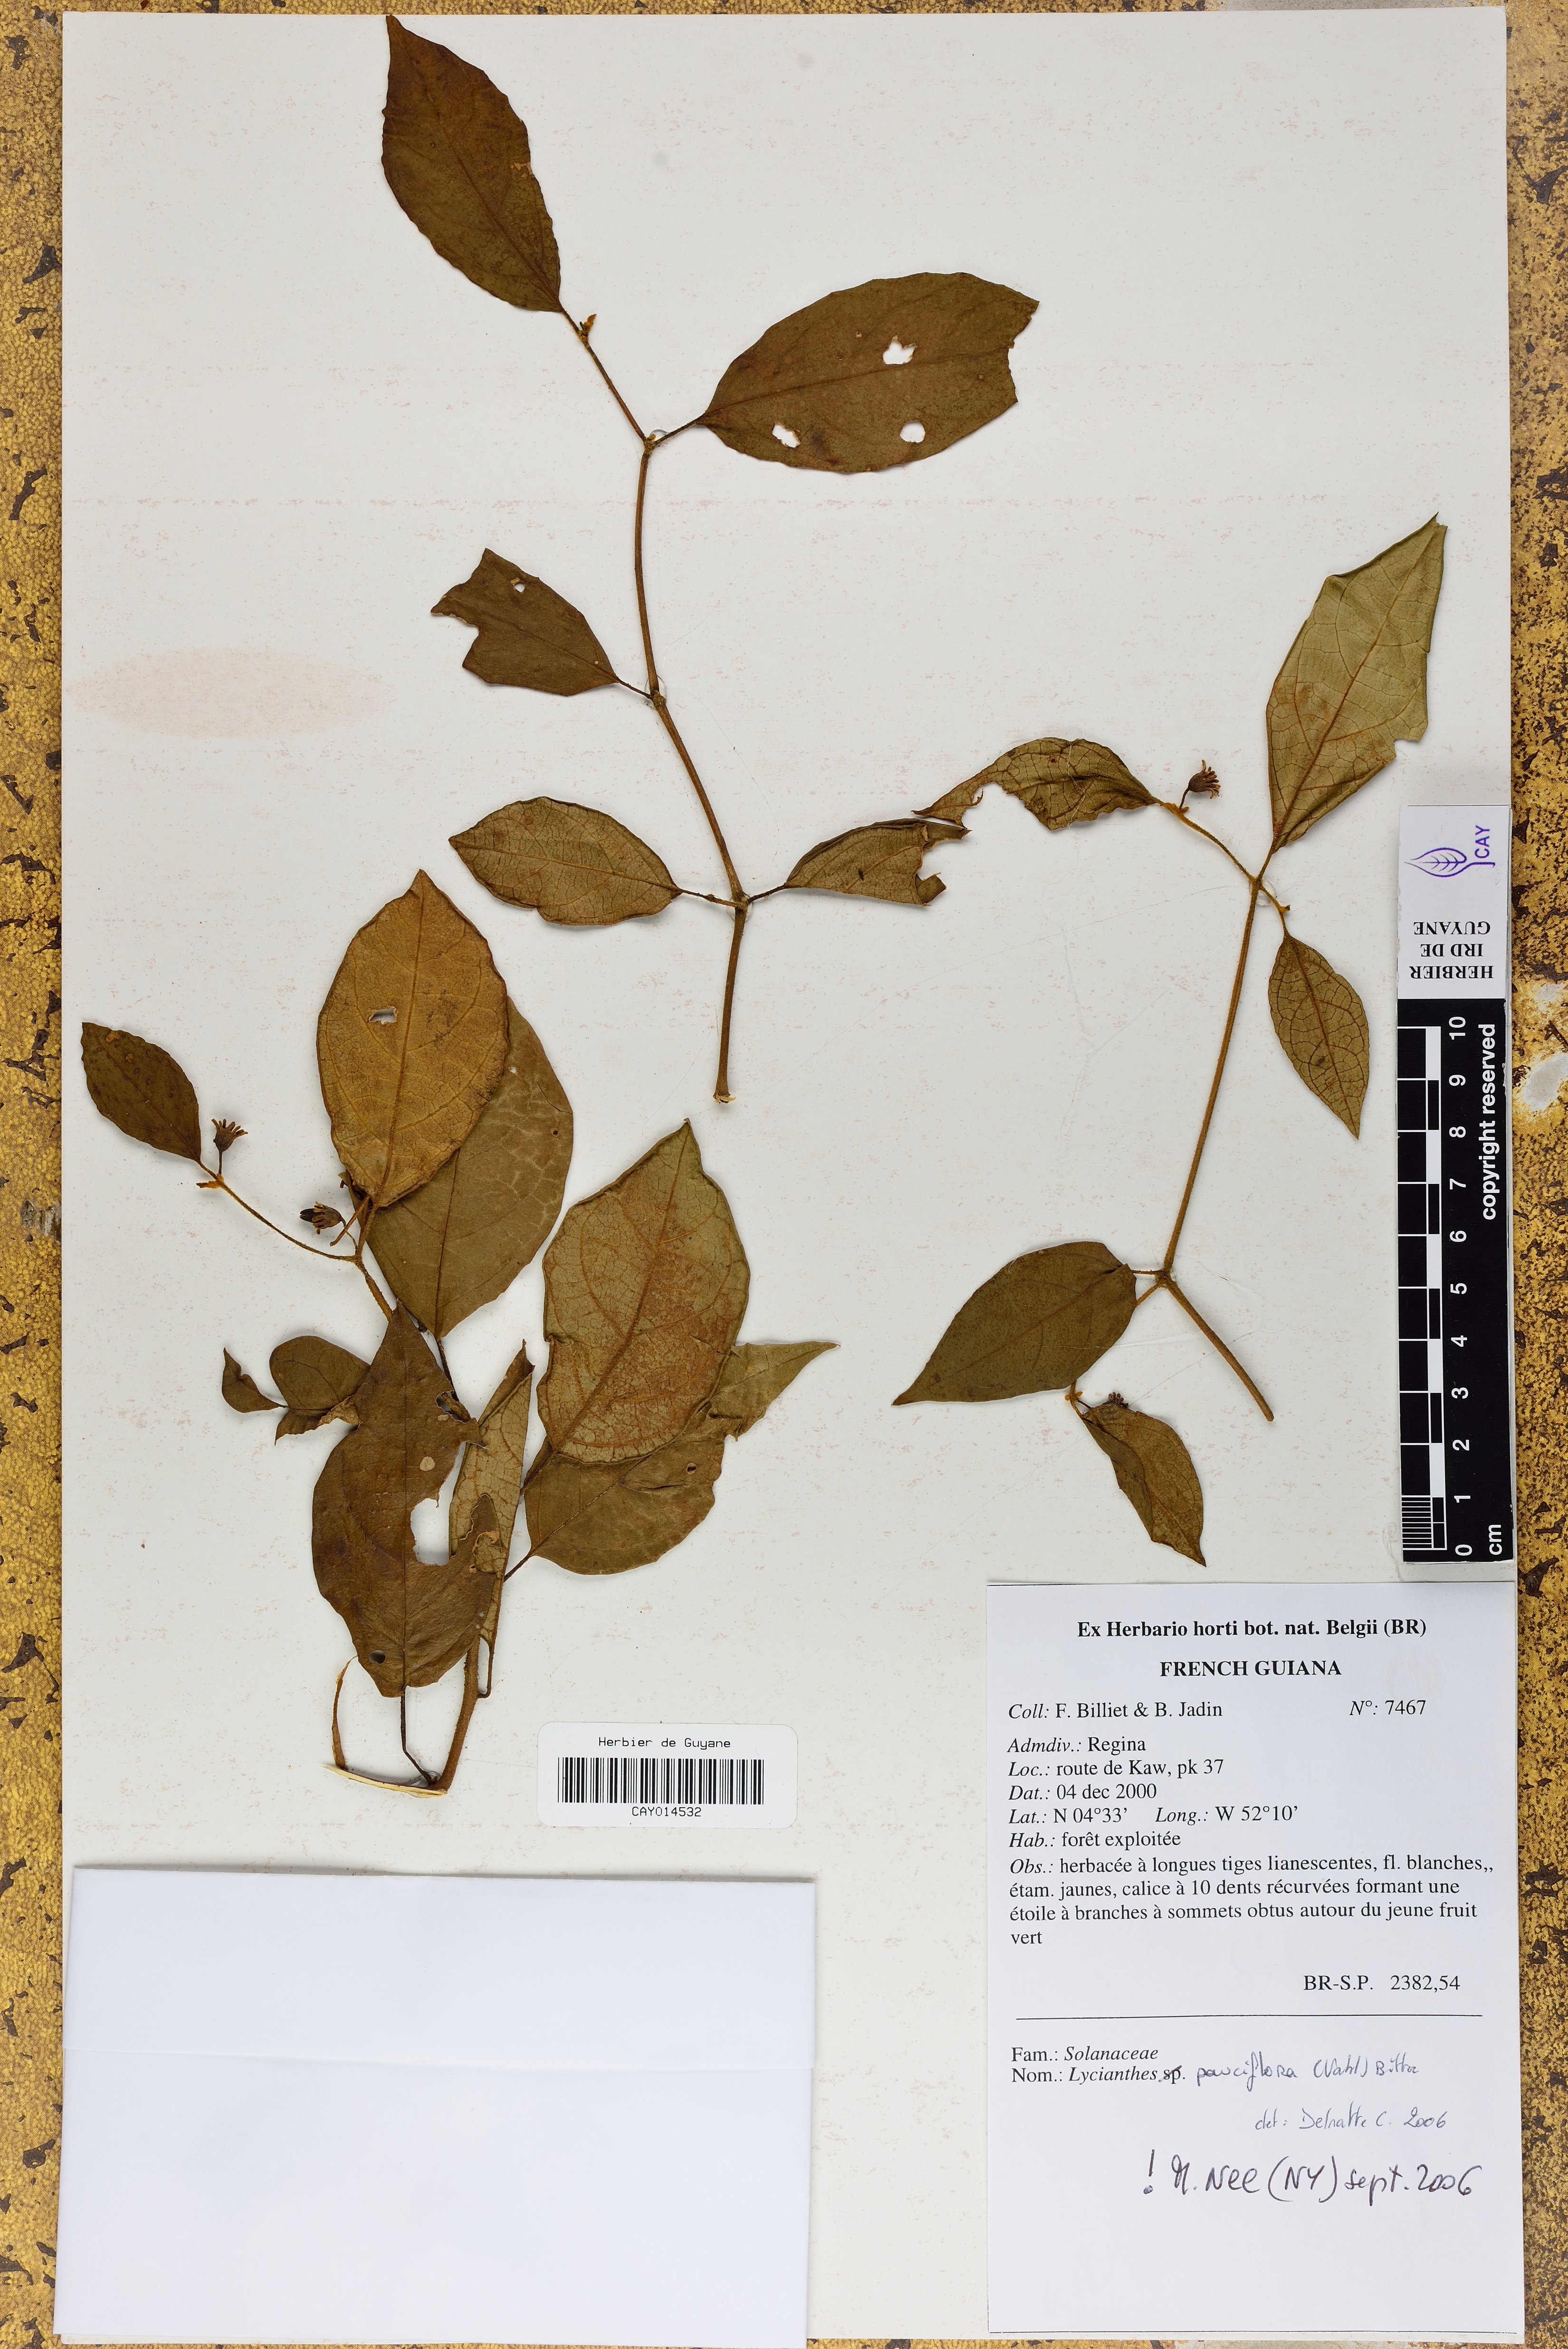 CAY
HERBIER
IRD DE
GUYANE
10
9
8
7
6
5
4
3
2
1
0
cm
copyright reserved
Herbier de Guyane
CAY014532
Ex Herbario horti bot. nat. Belgii (BR)
FRENCH GUIANA
Coll: F. Billiet & B. Jadin N°: 7467
Admdiv.: Regina
Loc.: route de Kaw, pk 37
Dat.: 04 dec 2000
Lat.: N 04°33' Long.: W 52°10'
Hab.: forêt exploitée
Obs.: herbacée à longues tiges lianescentes, fl. blanches,,
étam. jaunes, calice à 10 dents récurvées formant une
étoile à branches à sommets obtus autour du jeune fruit
vert
BR-S.P. 2382,54
Fam.: Solanaceae
Nom.: Lycianthes sp. pauciflora (Vahl) Bitter
det: Delnatte C. 2006
! M. Nee (NY) sept. 2006